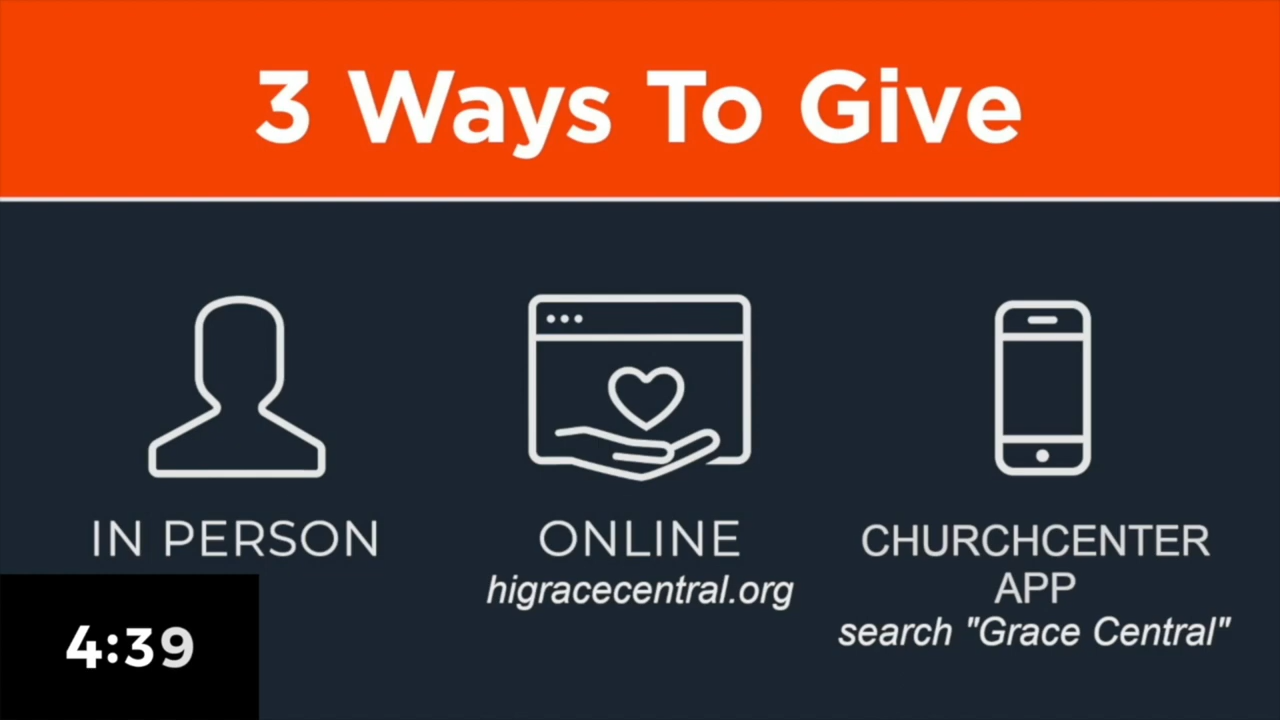 3 Ways To Give
IN PERSON
ONLINE
higracecentral.org
CHURCHCENTER
APP
search "Grace Central"
4:39